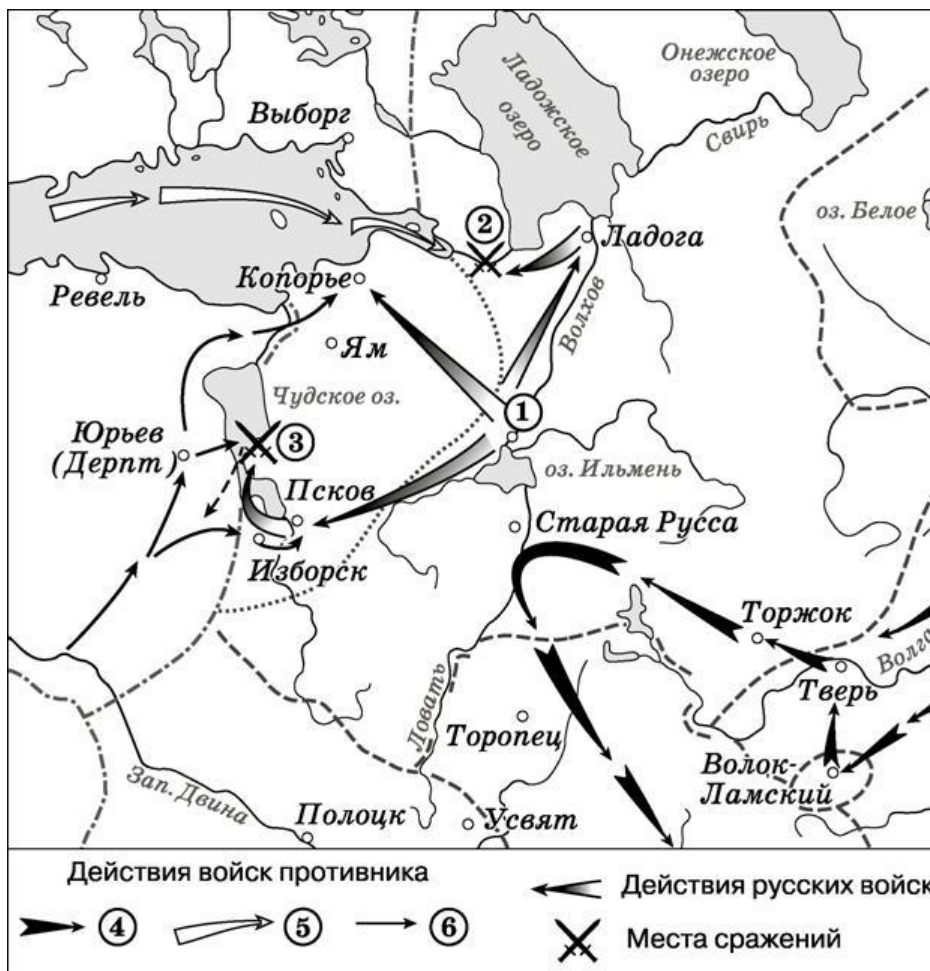 Онежское
озеро
Ладожское
озеро
Выборг
Свирь
оз. Белое
②
Ладога
Копорье
Ревель
Волхов
Ям
Чудское оз.
①
Юрьев
(Дерпт)
③
оз. Ильмень
Псков
Старая Русса
Изборск
Торжок
Волго
Тверь
Ловать
Торопец
Волок-
Ламский
Зап. Двина
Полоцк
Усвят
Действия войск противника
④
⑤
⑥
Действия русских войск
Места сражений